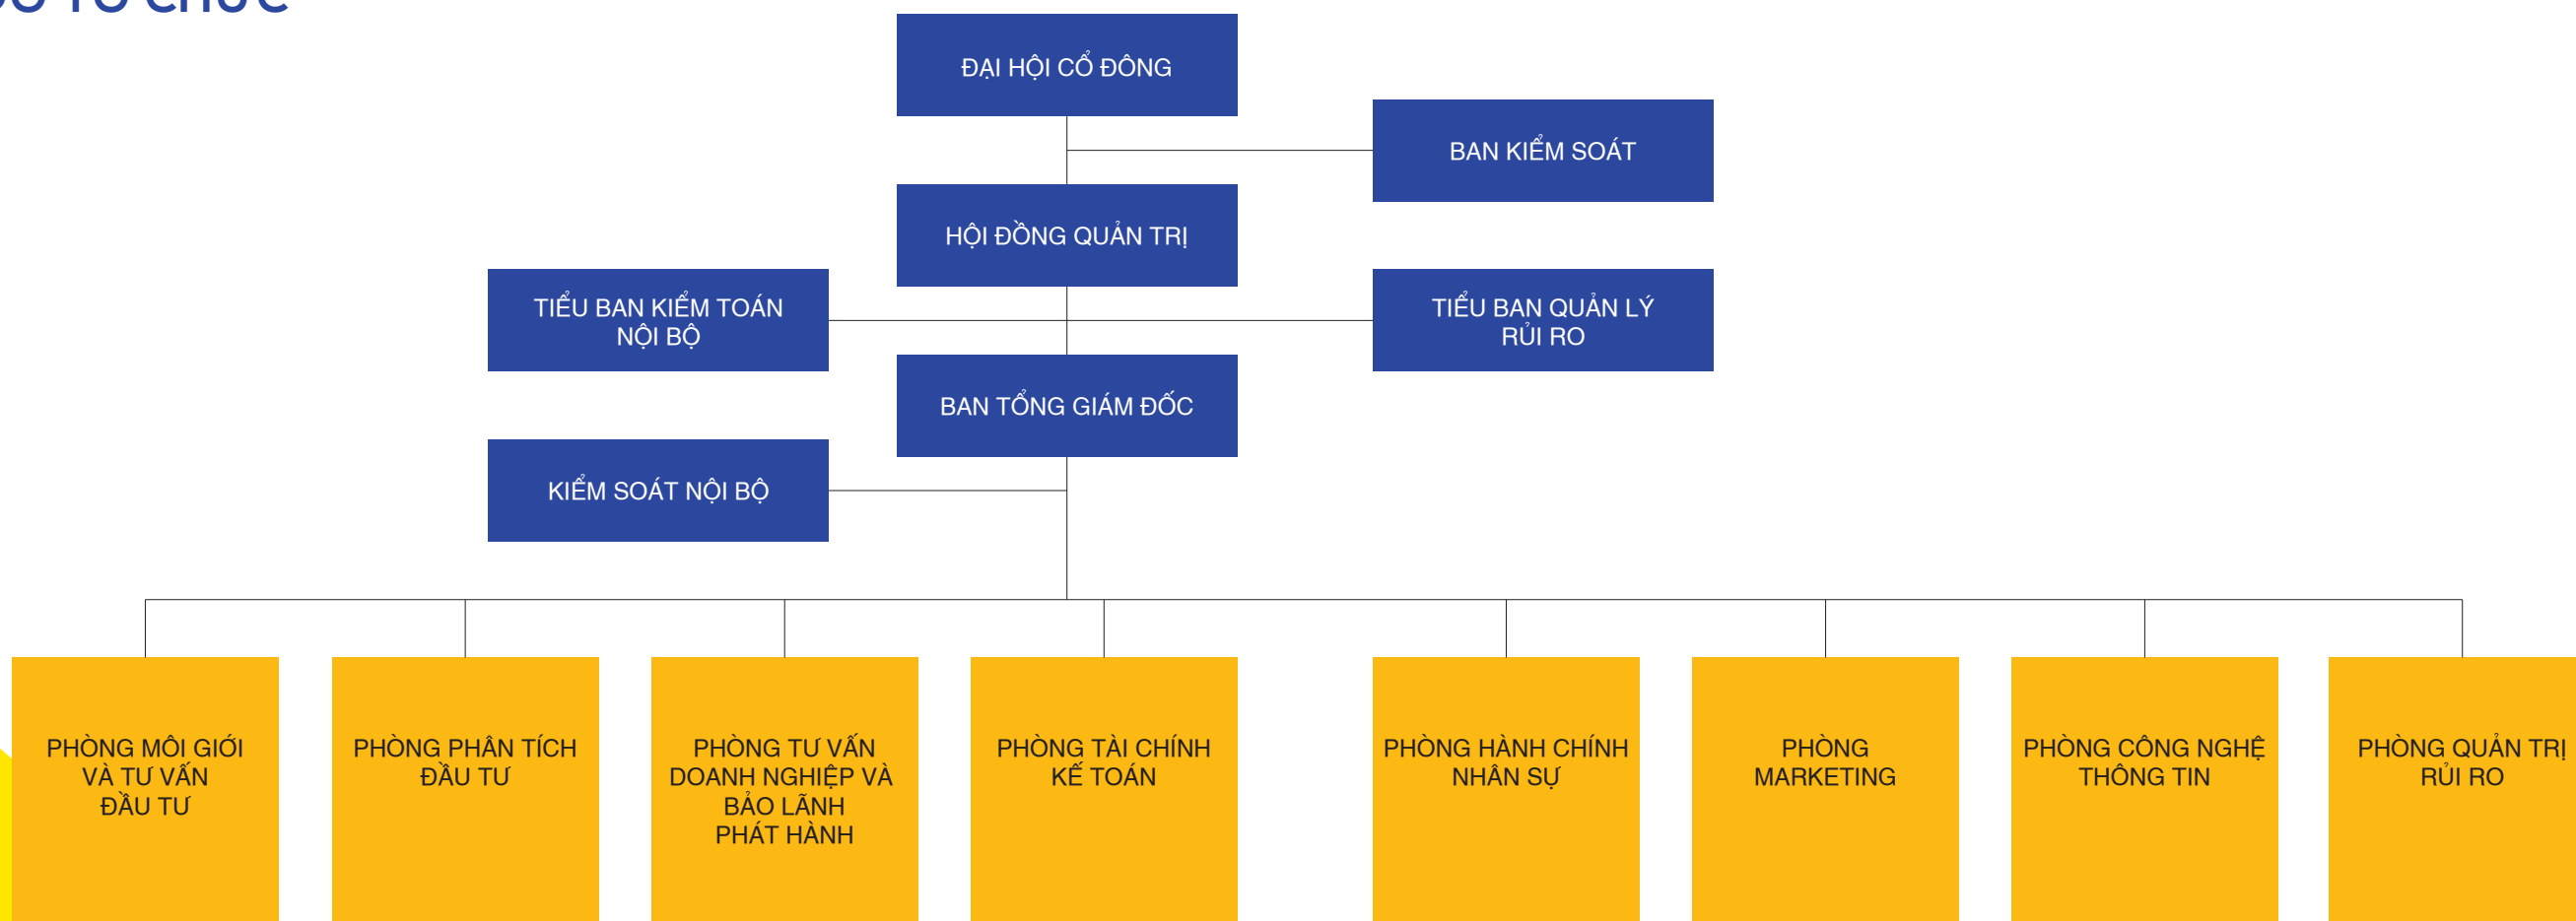 TỔ CHỨC
ĐẠI HỘI CỔ ĐÔNG
BAN KIỂM SOÁT
HỘI ĐỒNG QUẢN TRỊ
TIỂU BAN KIỂM TOÁN
NỘI BỘ
TIỂU BAN QUẢN LÝ
RỦI RO
BAN TỔNG GIÁM ĐỐC
KIỂM SOÁT NỘI BỘ
PHÒNG MÔI GIỚI
VÀ TƯ VẤN
ĐẦU TƯ
PHÒNG PHÂN TÍCH
ĐẦU TƯ
PHÒNG TƯ VẤN
DOANH NGHIỆP VÀ
BẢO LÃNH
PHÁT HÀNH
PHÒNG TÀI CHÍNH
KẾ TOÁN
PHÒNG HÀNH CHÍNH
NHÂN SỰ
PHÒNG
MARKETING
PHÒNG CÔNG NGHỆ
THÔNG TIN
PHÒNG QUẢN TRỊ
RỦI RO